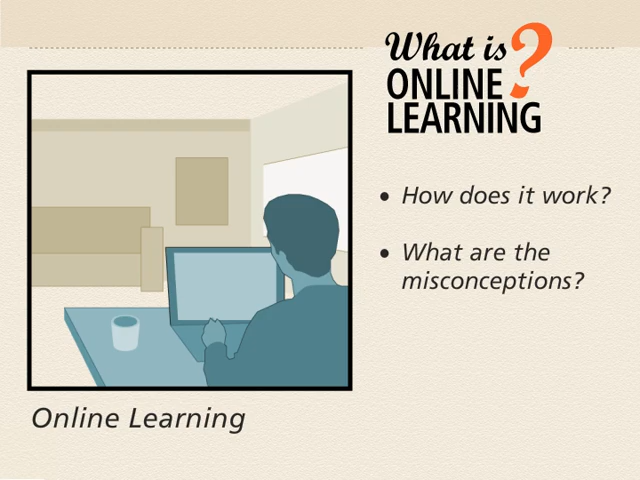 What is ?
ONLINE
LEARNING
• How does it work?
• What are the
misconceptions?
Online Learning